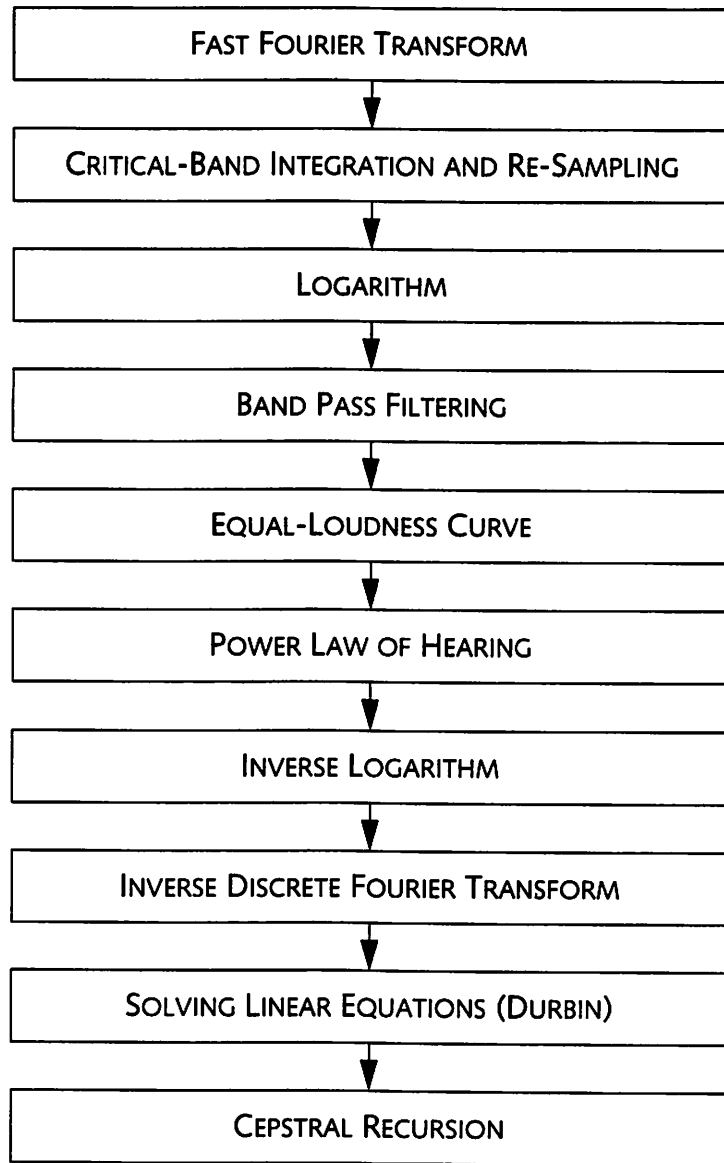 FAST FOURIER TRANSFORM
CRITICAL-BAND INTEGRATION AND RE-SAMPLING
LOGARITHM
BAND PASS FILTERING
EQUAL-LOUDNESS CURVE
POWER LAW OF HEARING
INVERSE LOGARITHM
INVERSE DISCRETE FOURIER TRANSFORM
SOLVING LINEAR EQUATIONS (DURBIN)
CEPSTRAL RECURSION